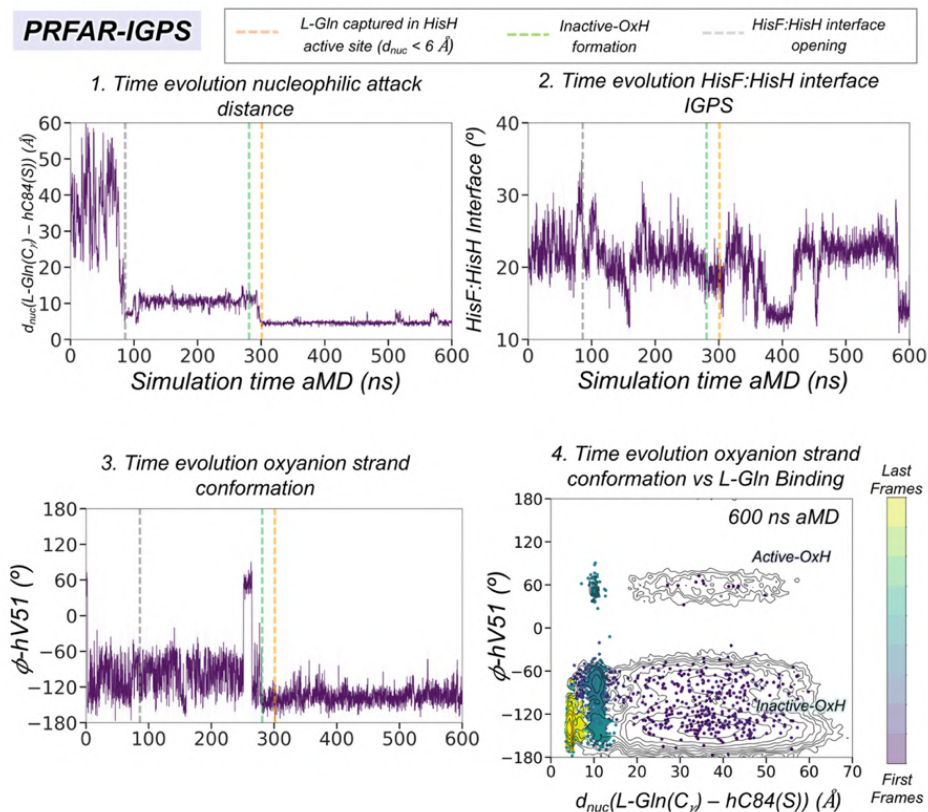 PRFAR-IGPS
L-Gln captured in HisH
active site (dnuc < 6 Å)
Inactive-OxH
formation
HisF:HisH interface
opening
1. Time evolution nucleophilic attack
distance
dnuc(L-Gln(Cγ) – hC84(S)) (Å)
60
50
40
30
20
10
0
0 100 200 300 400 500 600
Simulation time aMD (ns)
2. Time evolution HisF:HisH interface
IGPS
HisF:HisH Interface (º)
40
30
20
10
0 100 200 300 400 500 600
Simulation time aMD (ns)
3. Time evolution oxyanion strand
conformation
ϕ-hV51 (º)
180
120
60
0
−60
−120
−180
0 100 200 300 400 500 600
4. Time evolution oxyanion strand
conformation vs L-Gln Binding
600 ns aMD
Active-OxH
Inactive-OxH
ϕ-hV51 (º)
180
120
60
0
−60
−120
−180
0 10 20 30 40 50 60 70
dnuc(L-Gln(Cγ) – hC84(S)) (Å)
Last
Frames
First
Frames